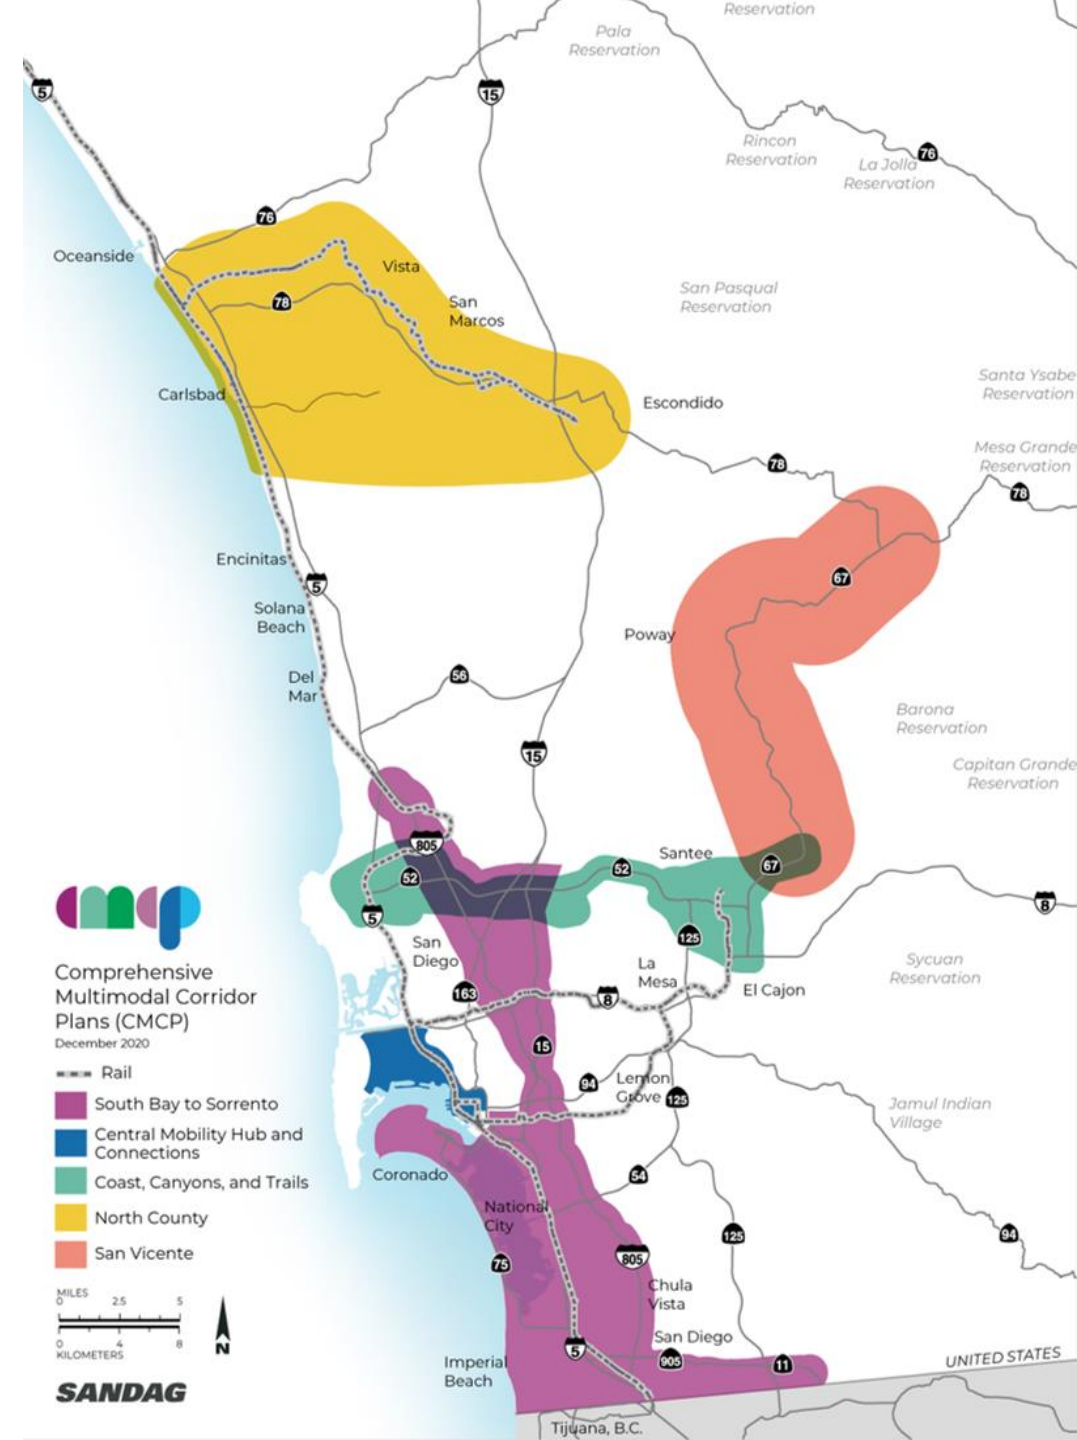 Reservation
Pala
Reservation
5
15
Rincon
Reservation
La Jolla
Reservation
76
76
Oceanside
Vista
San Pasqual
Reservation
78
San
Marcos
Santa Ysabe
Reservation
Carlsbad
Escondido
Mesa Grande
Reservation
78
78
Encinitas
5
67
Solana
Beach
Poway
Del
Mar
56
Barona
Reservation
15
Capitan Grande
Reservation
805
Santee
52
67
52
5
8
125
San
Diego
La
Mesa
Sycuan
Reservation
163
8
El Cajon
15
94
Lemon
Grove
125
Jamul Indian
Village
Coronado
54
National
City
125
94
75
805
Chula
Vista
San Diego
5
905
11
Imperial
Beach
UNITED STATES
Tijuana, B.C.
cmcp
Comprehensive
Multimodal Corridor
Plans (CMCP)
December 2020
Rail
South Bay to Sorrento
Central Mobility Hub and
Connections
Coast, Canyons, and Trails
North County
San Vicente
MILES
0 2.5 5
0 4 8
KILOMETERS
N
SANDAG